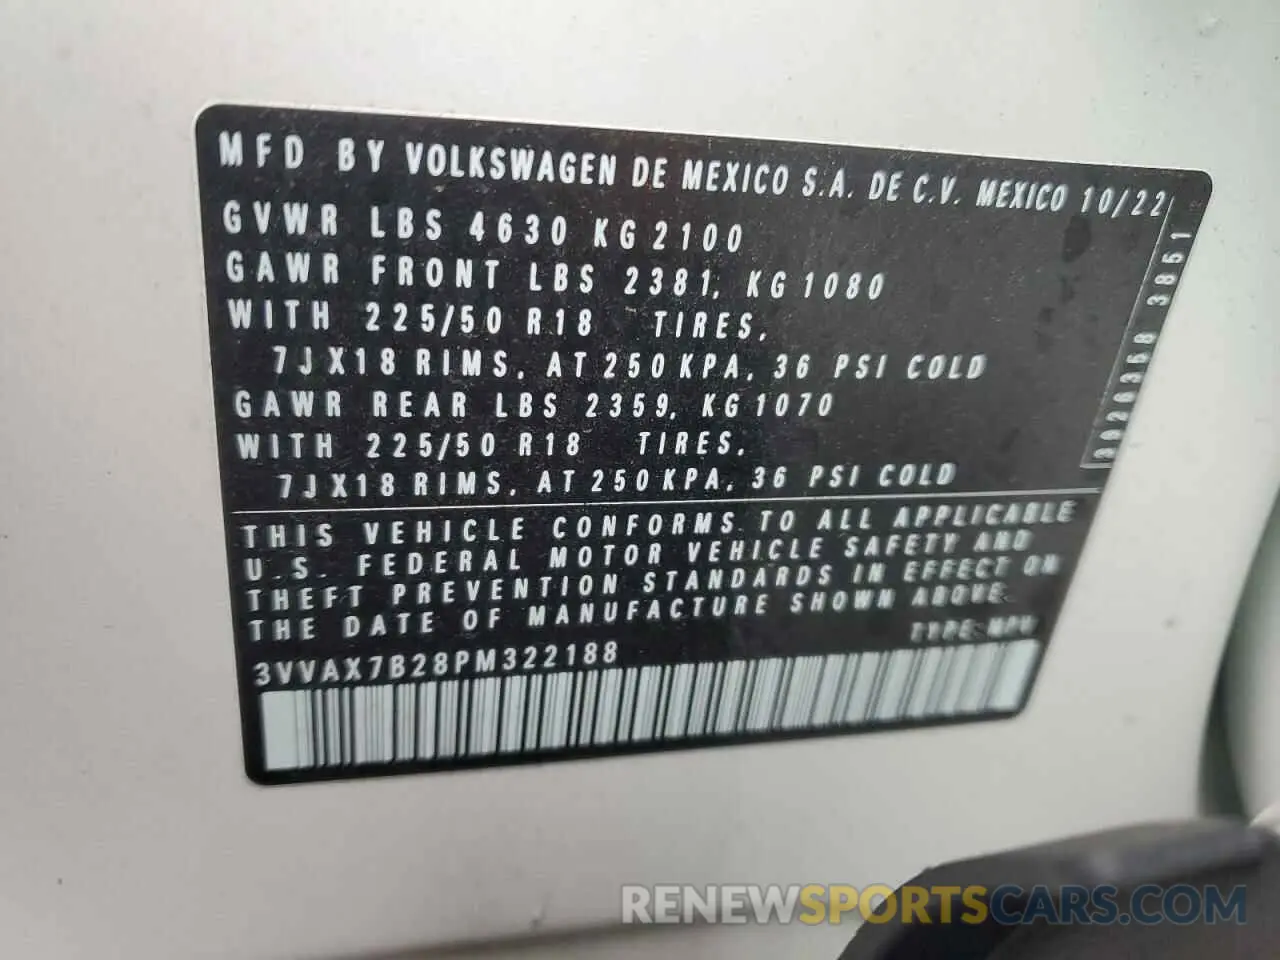 MFD BY VOLKSWAGEN DE MEXICO S.A. DE C.V. MEXICO 10/22
GVWR LBS 4630 KG 2100
GAWR FRONT LBS 2381, KG 1080
WITH 225/50 R18 TIRES,
7JX18 RIMS, AT 250 KPA, 36 PSI COLD
GAWR REAR LBS 2359, KG 1070
WITH 225/50 R18 TIRES,
7JX18 RIMS, AT 250 KPA, 36 PSI COLD
THIS VEHICLE CONFORMS TO ALL APPLICABLE
U.S. FEDERAL MOTOR VEHICLE SAFETY AND
THEFT PREVENTION STANDARDS IN EFFECT ON
THE DATE OF MANUFACTURE SHOWN ABOVE.
TYPE: MPV
3VVAX7B28PM322188
3851
RENEWSPORTSCARS.COM